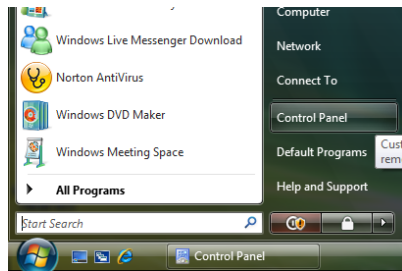 Windows Live Messenger Download
Norton AntiVirus
Windows DVD Maker
Windows Meeting Space
All Programs
Start Search
Computer
Network
Connect To
Control Panel
Default Programs
Help and Support
Control Panel